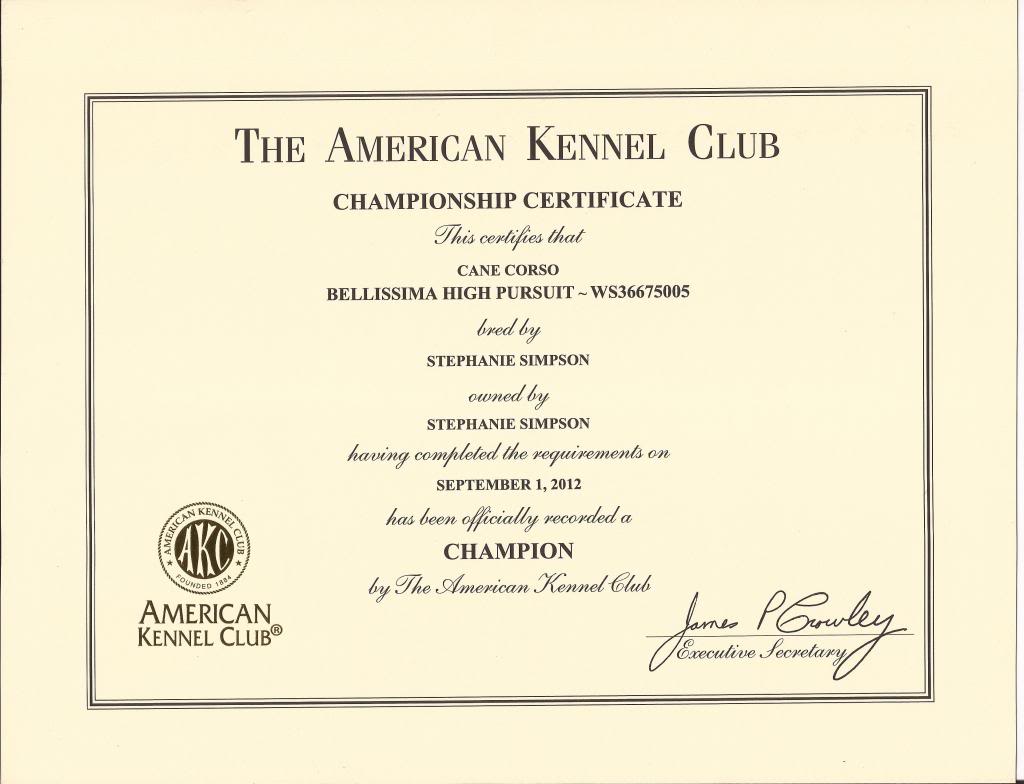 THE AMERICAN KENNEL CLUB
CHAMPIONSHIP CERTIFICATE
This certifies that
CANE CORSO
BELLISSIMA HIGH PURSUIT ~ WS36675005
bred by
STEPHANIE SIMPSON
owned by
STEPHANIE SIMPSON
having completed the requirements on
SEPTEMBER 1, 2012
has been officially recorded a
CHAMPION
by The American Kennel Club
AMERICAN KENNEL CLUB
AKC
FOUNDED 1884
AMERICAN
KENNEL CLUB®
James P Crowley
Executive Secretary